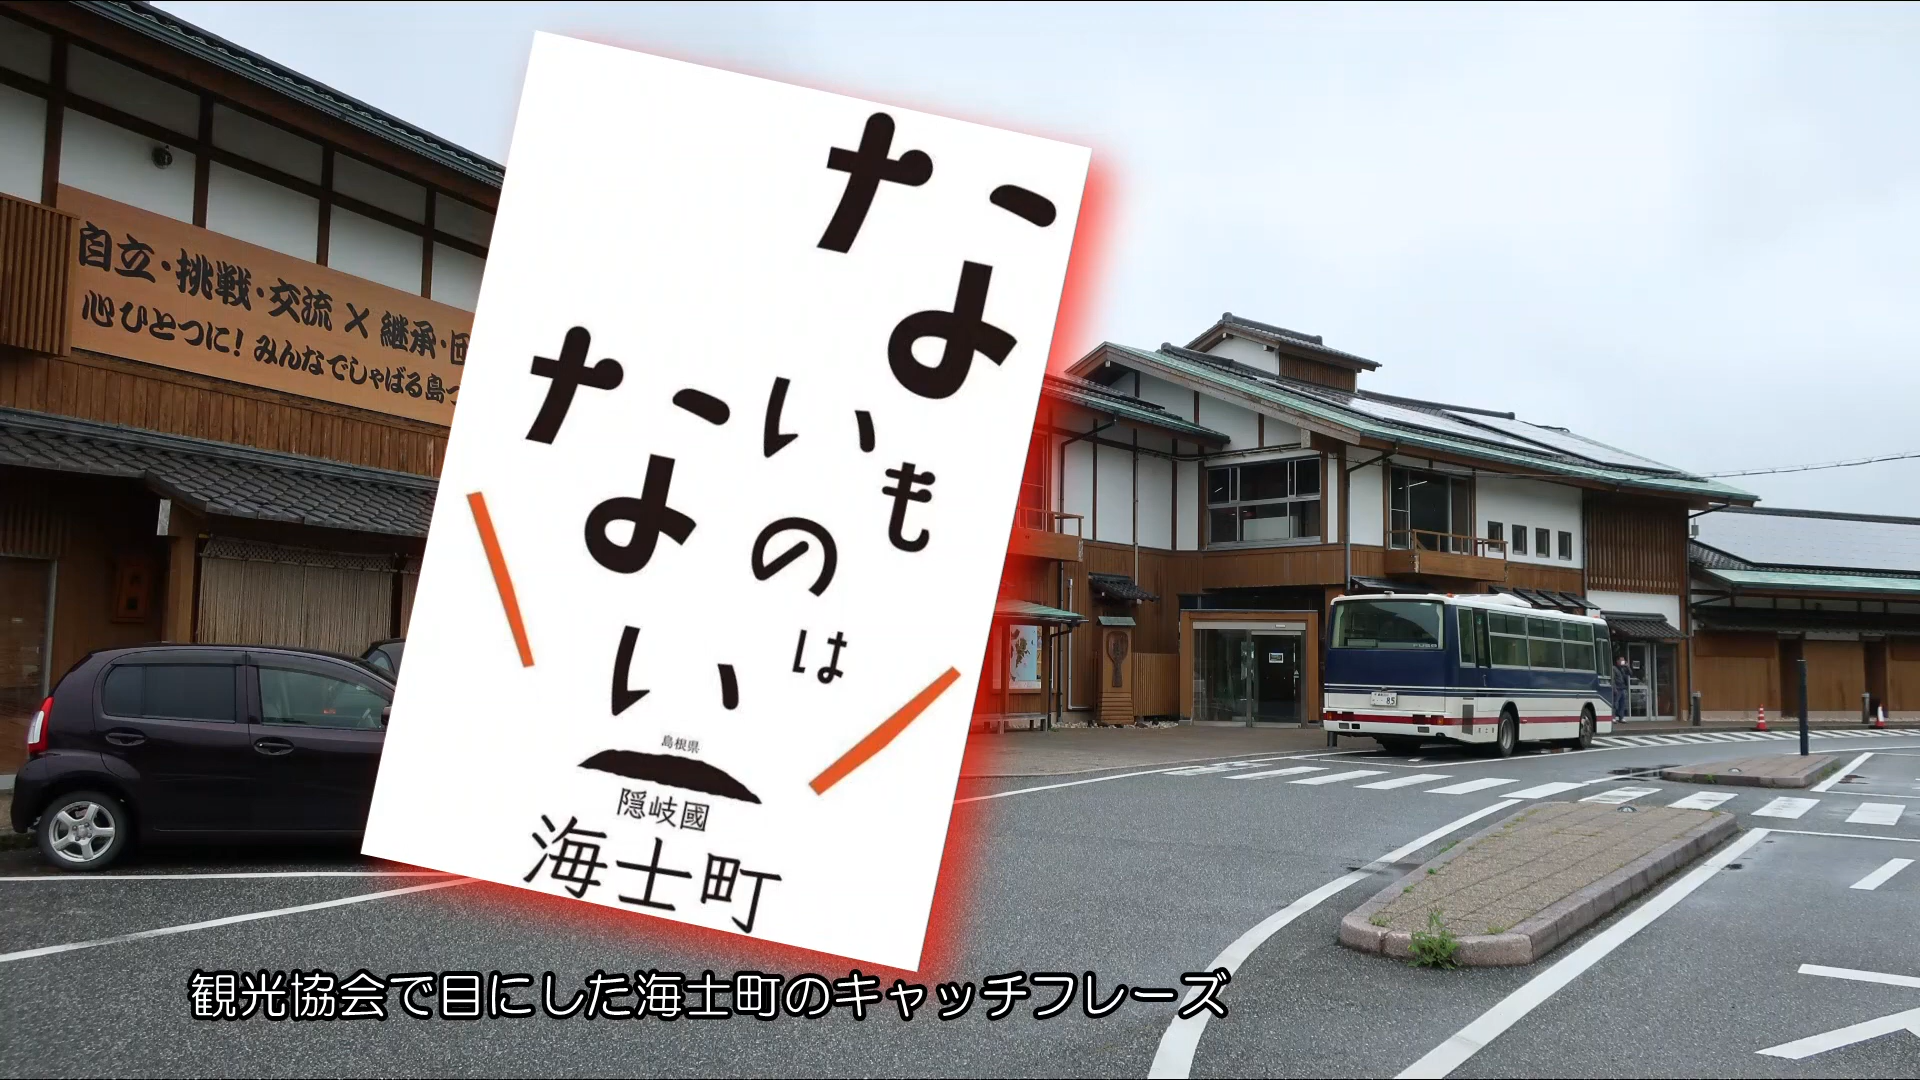 自立・挑戦・交流×継承・団
心ひとつに!みんなでしゃばる島
ないものは
ない
島根県
隠岐國
海士町
85
観光協会で目にした海士町のキャッチフレーズ